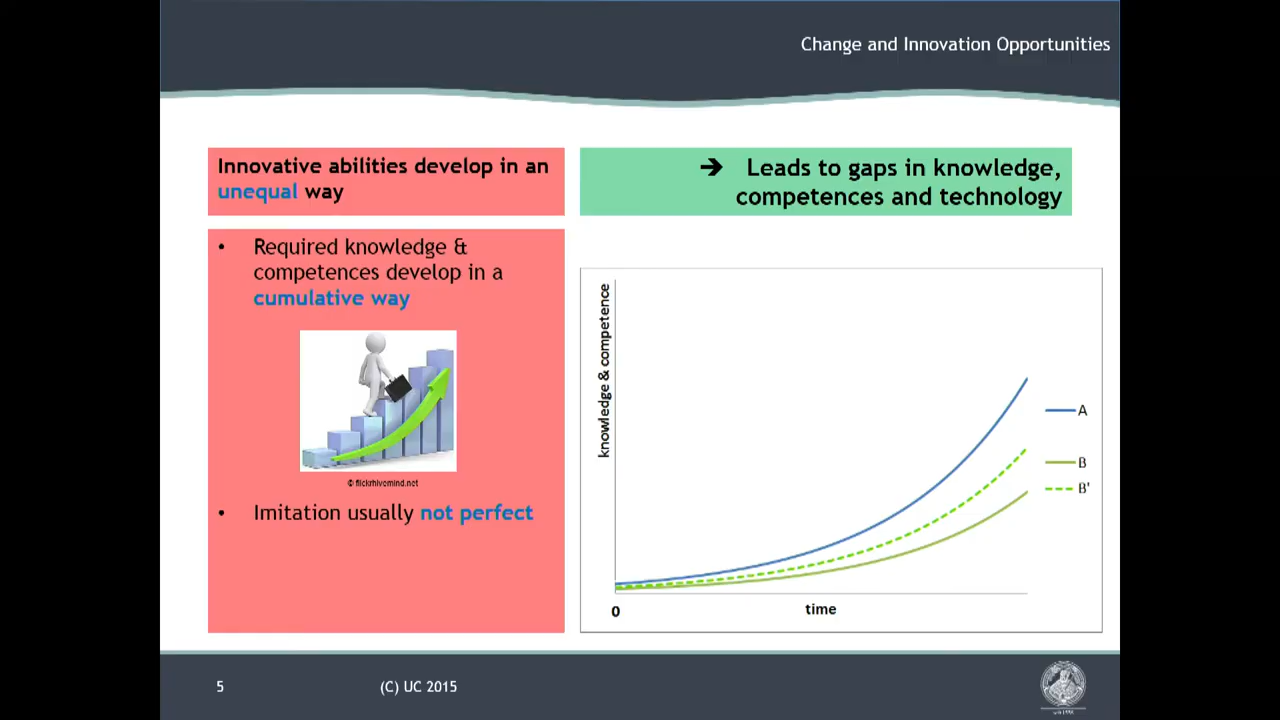 Change and Innovation Opportunities
Innovative abilities develop in an
unequal way
➔ Leads to gaps in knowledge,
competences and technology
• Required knowledge &
competences develop in a
cumulative way
© flickrhivemind.net
• Imitation usually not perfect
knowledge & competence
A
B
B'
0
time
5
(C) UC 2015